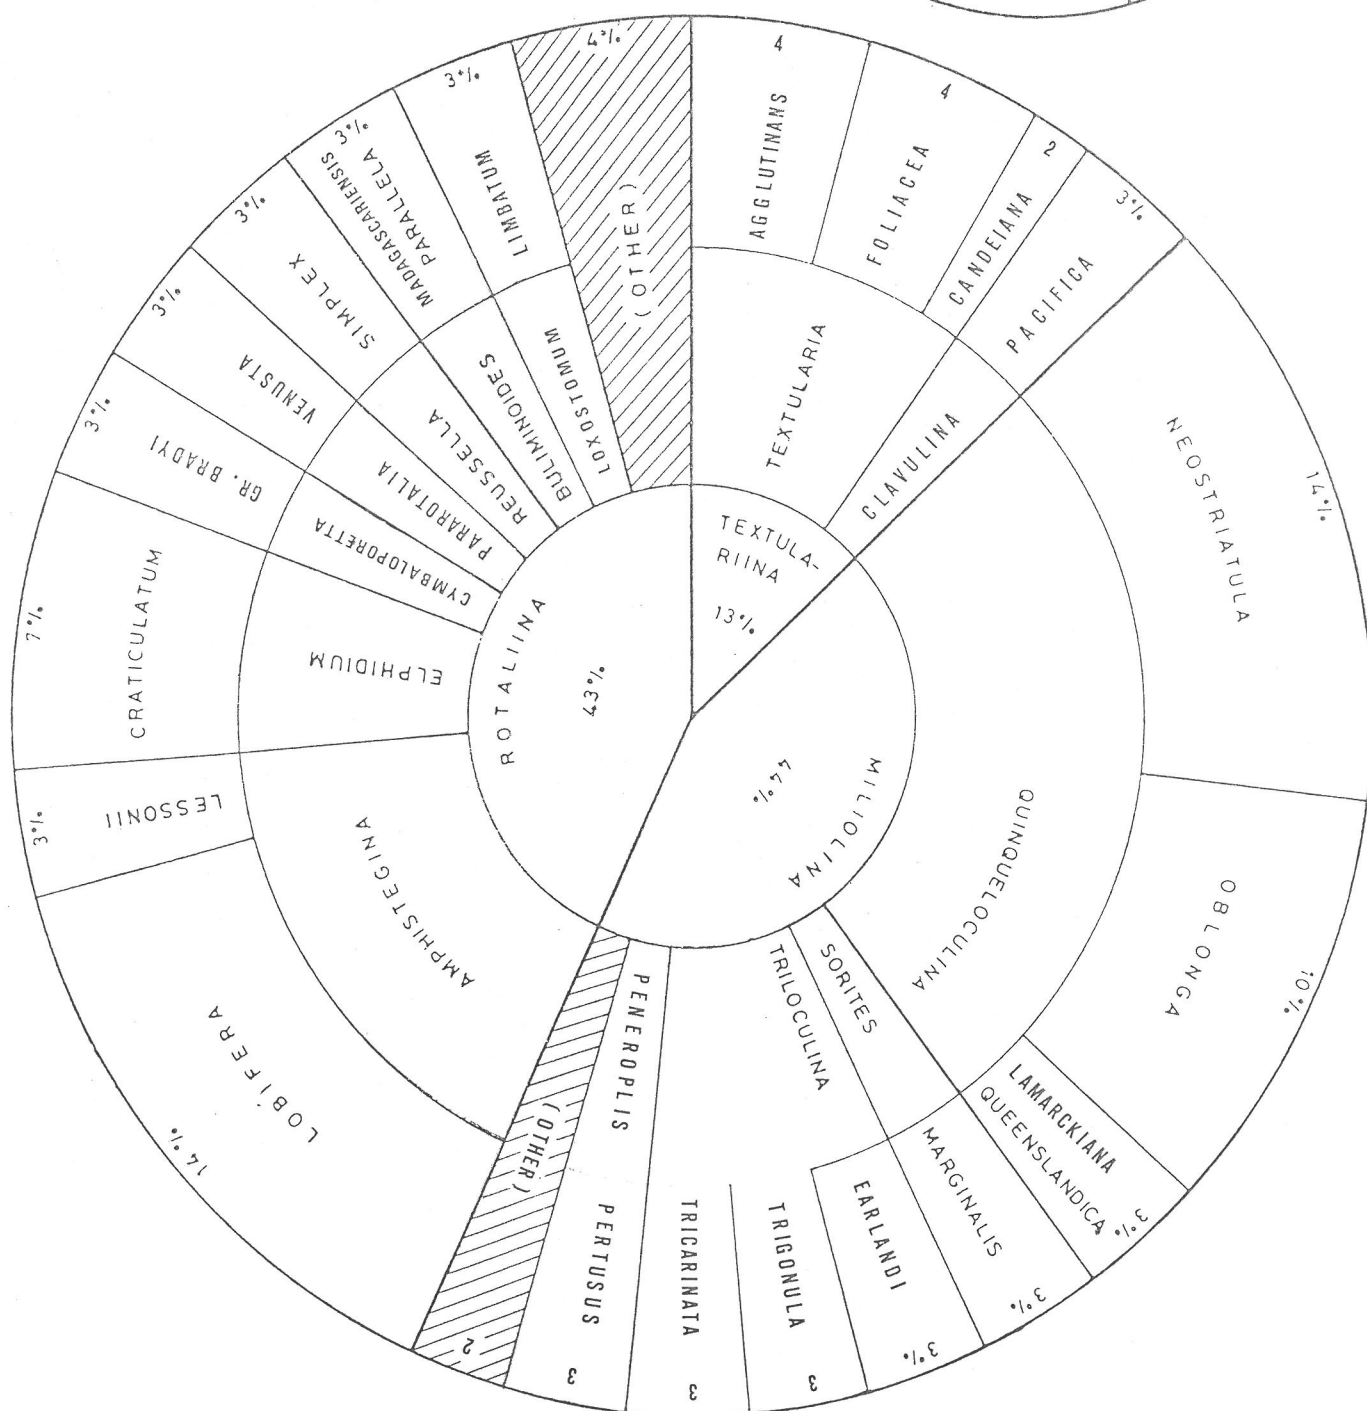 TEXTULA-
RIINA
13%
MILIOLINA
44%
ROTALIINA
43%
TEXTULARIA
CLAVULINA
QUINQUELOCULINA
SORITES
TRILOCULINA
PENEROPLIS
(OTHER)
AMPHISTEGINA
ELPHIDIUM
CYMBALOPORETTA
PARAROTALIA
REUSSELLA
BULIMINOIDES
LOXOSTOMUM
(OTHER)
4%
AGGLUTINANS
4
FOLIACEA
4
CANDEIANA
2
PACIFICA
3%
NEOSTRIATULA
14%
OBLONGA
10%
LAMARCKIANA
QUEENSLANDICA
3%
MARGINALIS
3%
EARLANDI
3%
TRIGONULA
3
TRICARINATA
3
PERTUSUS
3
2
LOBIFERA
14%
LESSONII
3%
CRATICULATUM
7%
GR. BRADYI
3%
VENUSTA
3%
SIMPLEX
3%
MADAGASCARIENSIS
PARALLELA
3%
LIMBATUM
3%